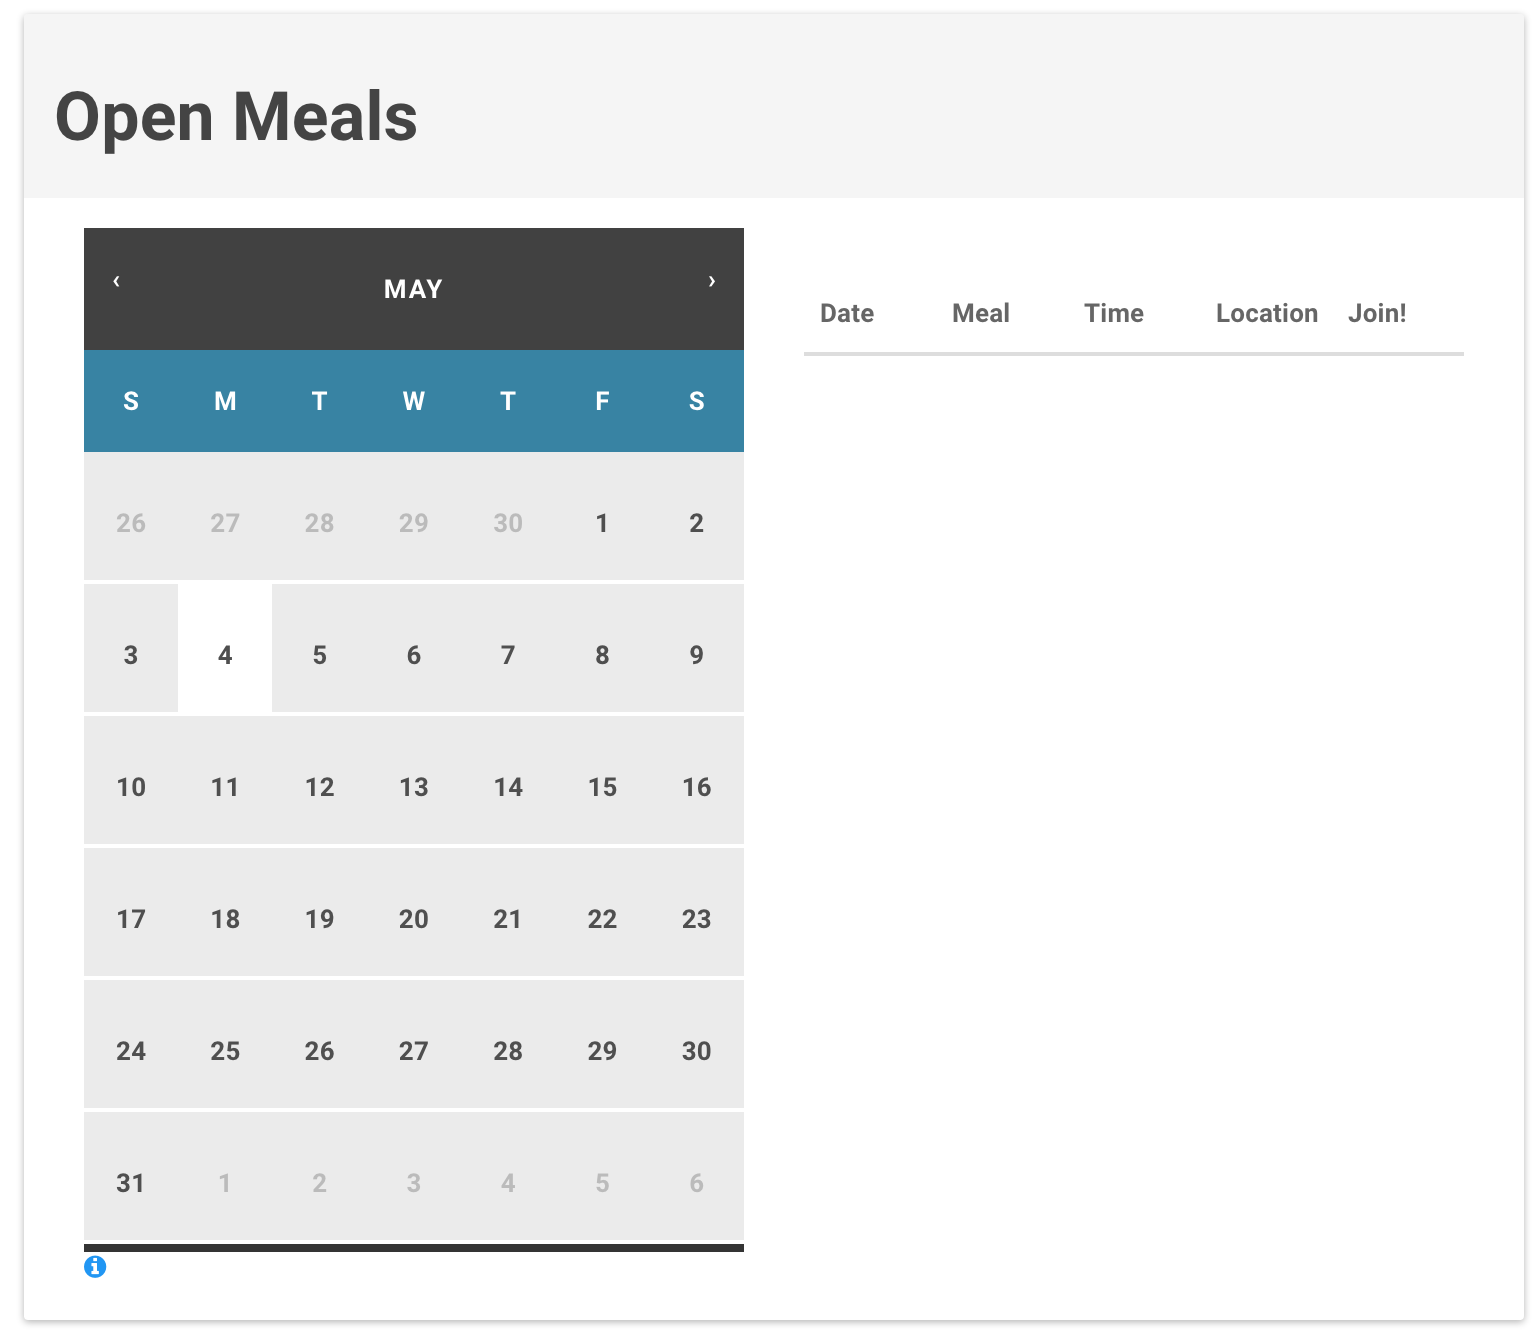 Open Meals
‹ MAY ›
S M T W T F S
26 27 28 29 30 1 2
3 4 5 6 7 8 9
10 11 12 13 14 15 16
17 18 19 20 21 22 23
24 25 26 27 28 29 30
31 1 2 3 4 5 6
Date Meal Time Location Join!